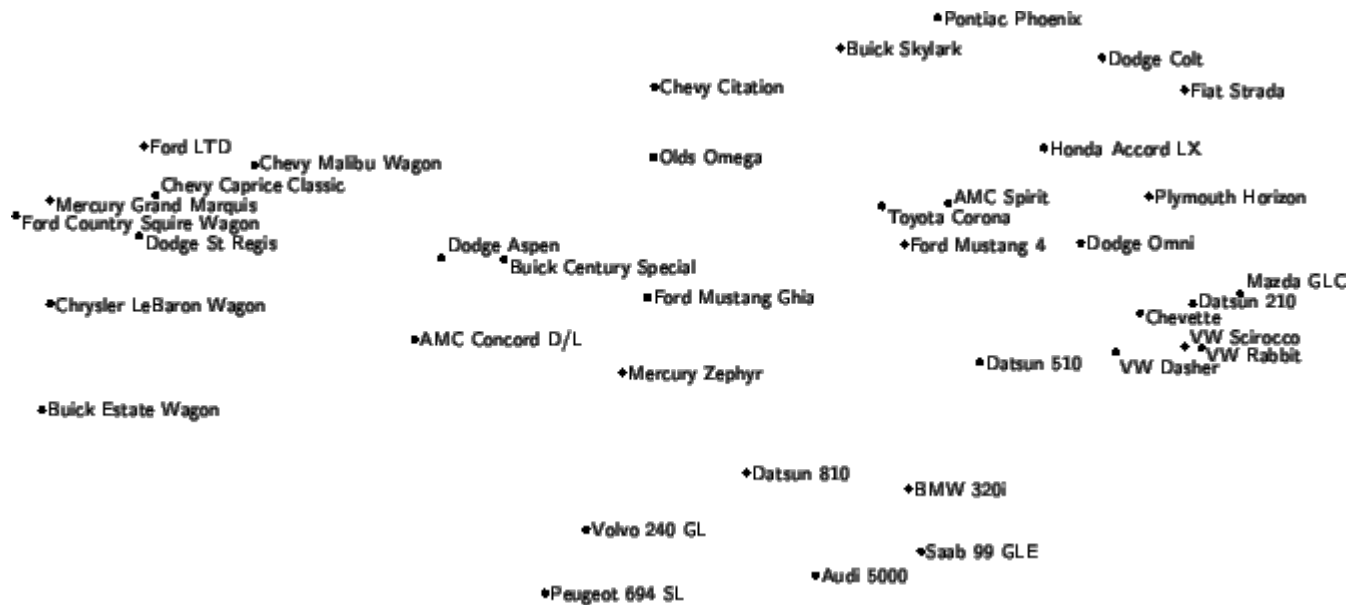 Pontiac Phoenix
Buick Skylark
Dodge Colt
Chevy Citation
Fiat Strada
Ford LTD
Honda Accord LX
Olds Omega
Chevy Malibu Wagon
Chevy Caprice Classic
AMC Spirit
Plymouth Horizon
Mercury Grand Marquis
Toyota Corona
Ford Country Squire Wagon
Dodge St Regis
Dodge Aspen
Ford Mustang 4
Dodge Omni
Buick Century Special
Mazda GLC
Ford Mustang Ghia
Datsun 210
Chrysler LeBaron Wagon
Chevette
AMC Concord D/L
VW Scirocco
VW Rabbit
Datsun 510
VW Dasher
Mercury Zephyr
Buick Estate Wagon
Datsun 810
BMW 320i
Volvo 240 GL
Saab 99 GLE
Audi 5000
Peugeot 694 SL